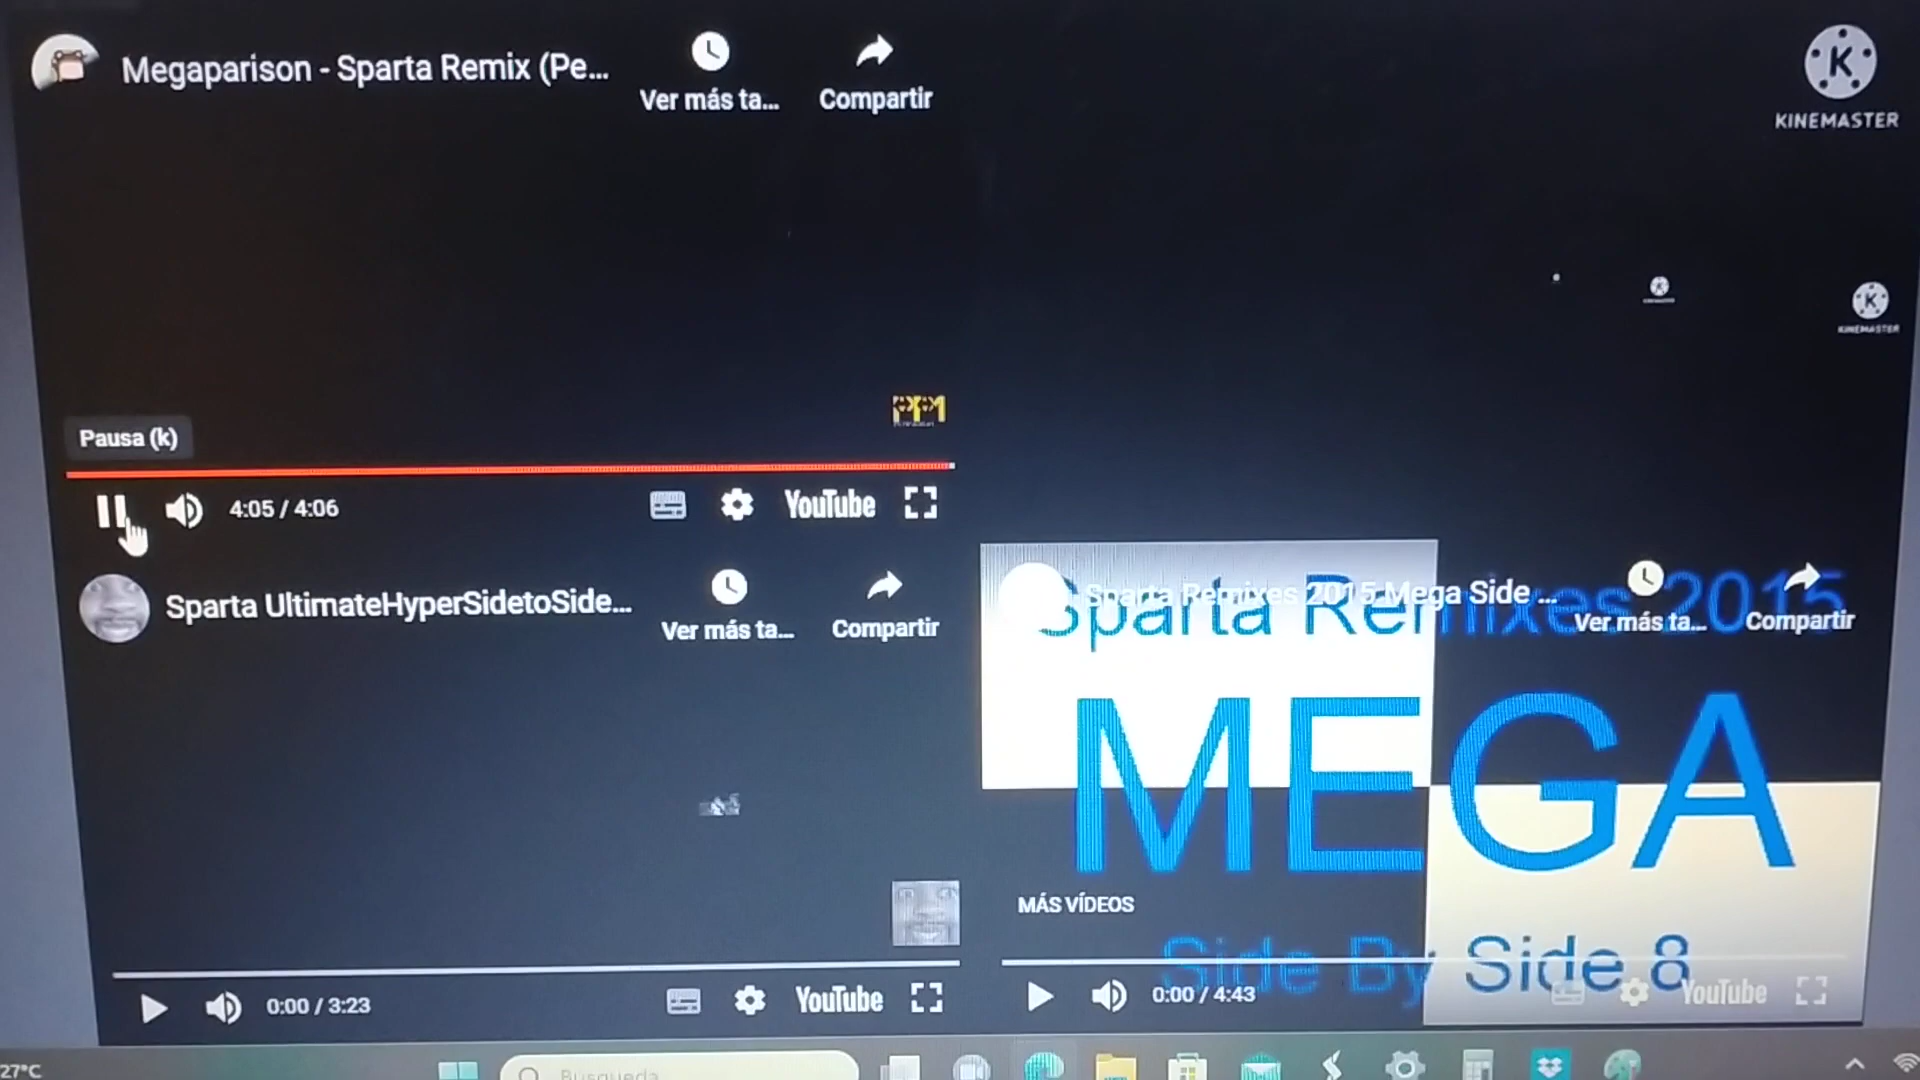 Megaparison - Sparta Remix (Pe...
Ver más ta...
Compartir
K
KINEMASTER
K
KINEMASTER
Pausa (k)
4:05 / 4:06
YouTube
Sparta UltimateHyperSidetoSide...
Ver más ta...
Compartir
Sparta Remixes 2015 Mega Side ...
Ver más ta...
Compartir
Sparta Remixes 2015
MEGA
Side By Side 8
MÁS VÍDEOS
0:00 / 3:23
YouTube
0:00 / 4:43
YouTube
27°C
Búsqueda